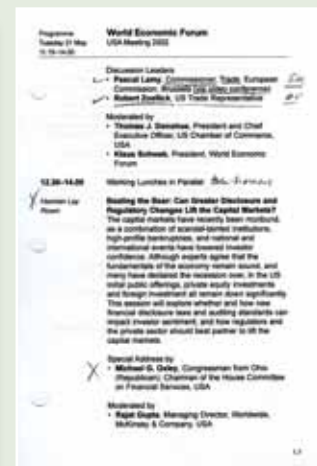 Programme
Tuesday 21 May
World Economic Forum
USA Meeting 2002
Discussion Leaders
• Pascal Lamy, Commissioner, Trade, European
Commission, Brussels (via video conference)
• Robert Zoellick, US Trade Representative
Moderated by
• Thomas J. Donohue, President and Chief
Executive Officer, US Chamber of Commerce,
USA
• Klaus Schwab, President, World Economic
Forum
12.30-14.00
Working Lunches in Parallel
Room
Beating the Bear: Can Greater Disclosure and
Regulatory Changes Lift the Capital Markets?
The capital markets have recently been moribund,
as a combination of scandal-tainted institutions,
high-profile bankruptcies, and national and
international events have lowered investor
confidence. Although experts agree that the
fundamentals of the economy remain sound, and
many have declared the recession over, in the US
initial public offerings, private equity investments
and foreign investment all remain down significantly.
This session will explore whether and how new
financial disclosure laws and auditing standards can
impact investor sentiment, and how regulators and
the private sector should best partner to lift the
capital markets.
Special Address by
• Michael G. Oxley, Congressman from Ohio
(Republican), Chairman of the House Committee
on Financial Services, USA
Moderated by
• Rajat Gupta, Managing Director, Worldwide,
McKinsey & Company, USA